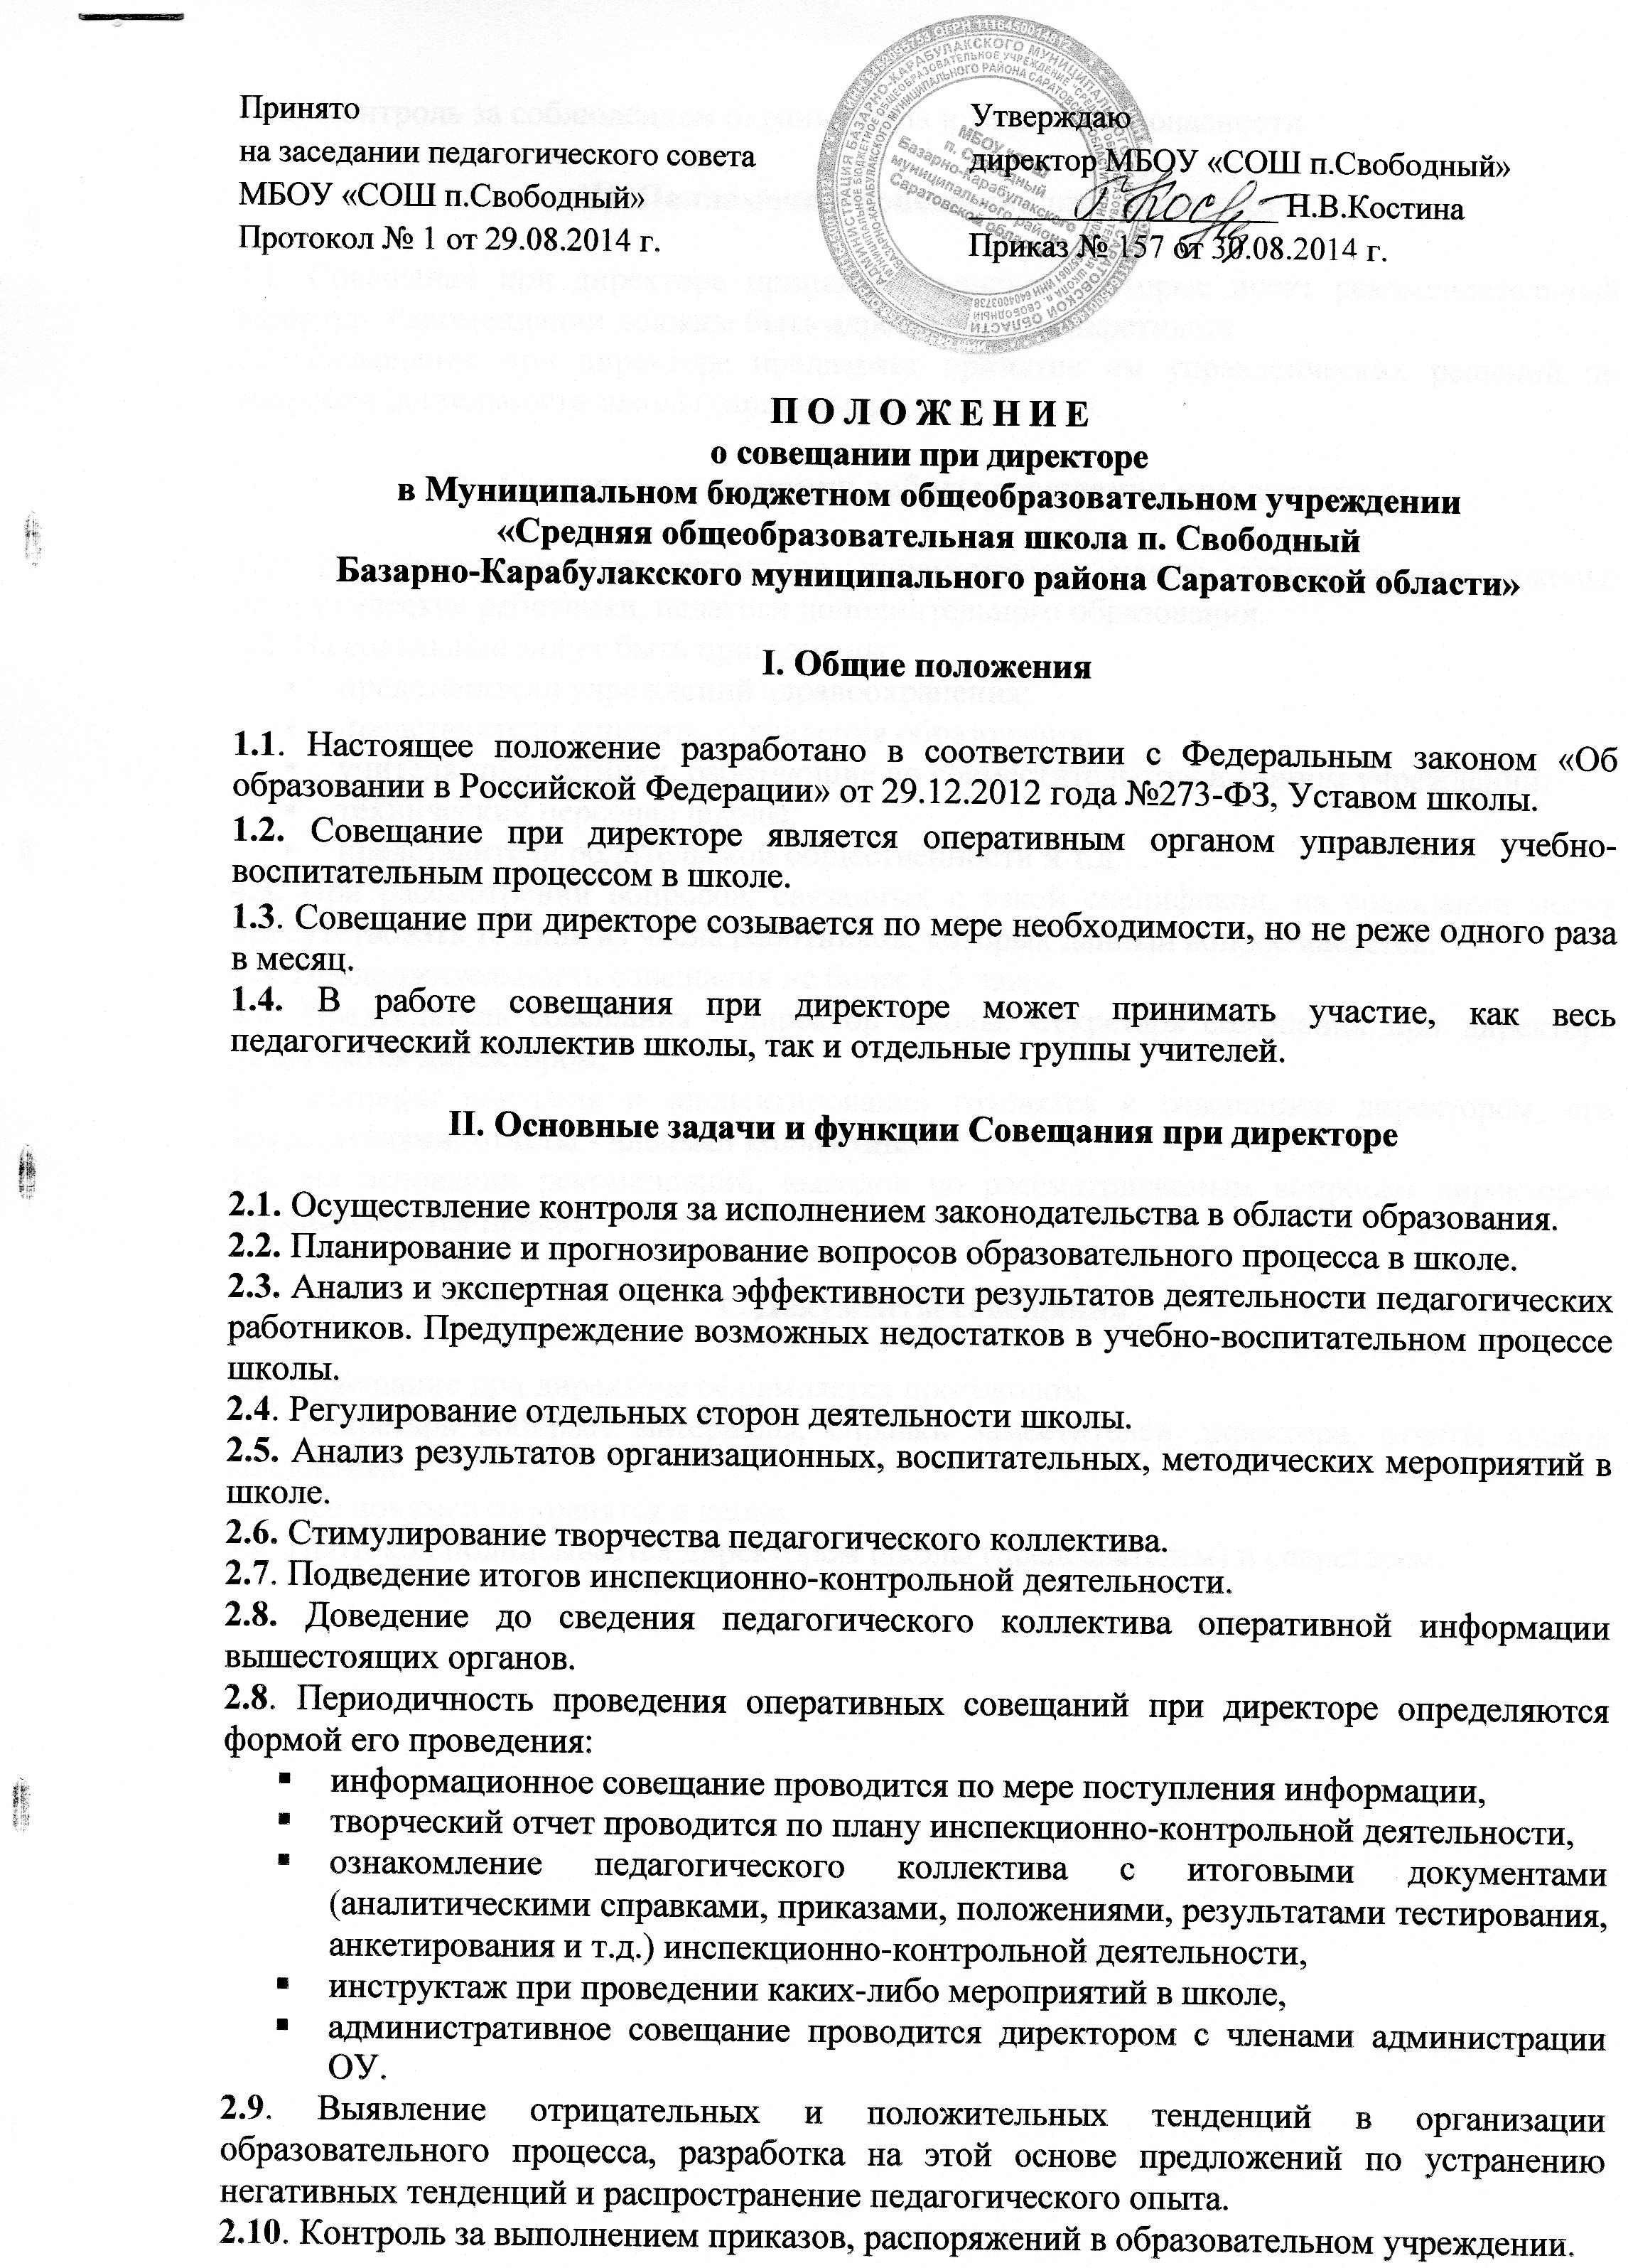 Принято
на заседании педагогического совета
МБОУ «СОШ п.Свободный»
Протокол № 1 от 29.08.2014 г.
Утверждаю
директор МБОУ «СОШ п.Свободный»
Н.В.Костина
Приказ № 157 от 30.08.2014 г.
МБОУ «СОШ
п. Свободный
Базарно-Карабулакского
муниципального района
Саратовской области»
П О Л О Ж Е Н И Е
о совещании при директоре
в Муниципальном бюджетном общеобразовательном учреждении
«Средняя общеобразовательная школа п. Свободный
Базарно-Карабулакского муниципального района Саратовской области»
I. Общие положения
1.1. Настоящее положение разработано в соответствии с Федеральным законом «Об
образовании в Российской Федерации» от 29.12.2012 года №273-ФЗ, Уставом школы.
1.2. Совещание при директоре является оперативным органом управления учебно-
воспитательным процессом в школе.
1.3. Совещание при директоре созывается по мере необходимости, но не реже одного раза
в месяц.
1.4. В работе совещания при директоре может принимать участие, как весь
педагогический коллектив школы, так и отдельные группы учителей.
II. Основные задачи и функции Совещания при директоре
2.1. Осуществление контроля за исполнением законодательства в области образования.
2.2. Планирование и прогнозирование вопросов образовательного процесса в школе.
2.3. Анализ и экспертная оценка эффективности результатов деятельности педагогических
работников. Предупреждение возможных недостатков в учебно-воспитательном процессе
школы.
2.4. Регулирование отдельных сторон деятельности школы.
2.5. Анализ результатов организационных, воспитательных, методических мероприятий в
школе.
2.6. Стимулирование творчества педагогического коллектива.
2.7. Подведение итогов инспекционно-контрольной деятельности.
2.8. Доведение до сведения педагогического коллектива оперативной информации
вышестоящих органов.
2.8. Периодичность проведения оперативных совещаний при директоре определяются
формой его проведения:
▪ информационное совещание проводится по мере поступления информации,
▪ творческий отчет проводится по плану инспекционно-контрольной деятельности,
▪ ознакомление педагогического коллектива с итоговыми документами
(аналитическими справками, приказами, положениями, результатами тестирования,
анкетирования и т.д.) инспекционно-контрольной деятельности,
▪ инструктаж при проведении каких-либо мероприятий в школе,
▪ административное совещание проводится директором с членами администрации
ОУ.
2.9. Выявление отрицательных и положительных тенденций в организации
образовательного процесса, разработка на этой основе предложений по устранению
негативных тенденций и распространение педагогического опыта.
2.10. Контроль за выполнением приказов, распоряжений в образовательном учреждении.